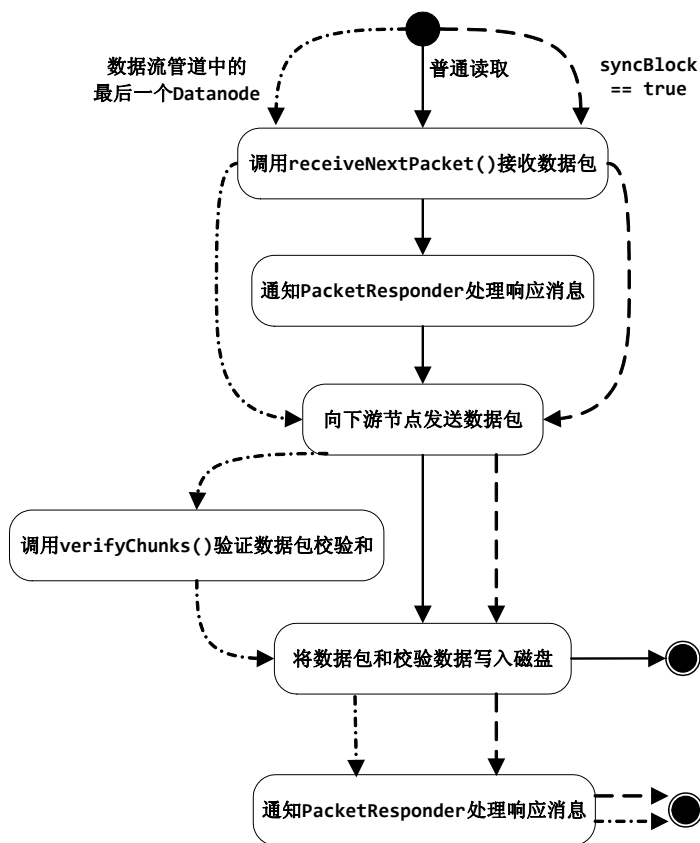 数据流管道中的
最后一个Datanode
普通读取
syncBlock
== true
调用receiveNextPacket()接收数据包
通知PacketResponder处理响应消息
向下游节点发送数据包
调用verifyChunks()验证数据包校验和
将数据包和校验数据写入磁盘
通知PacketResponder处理响应消息